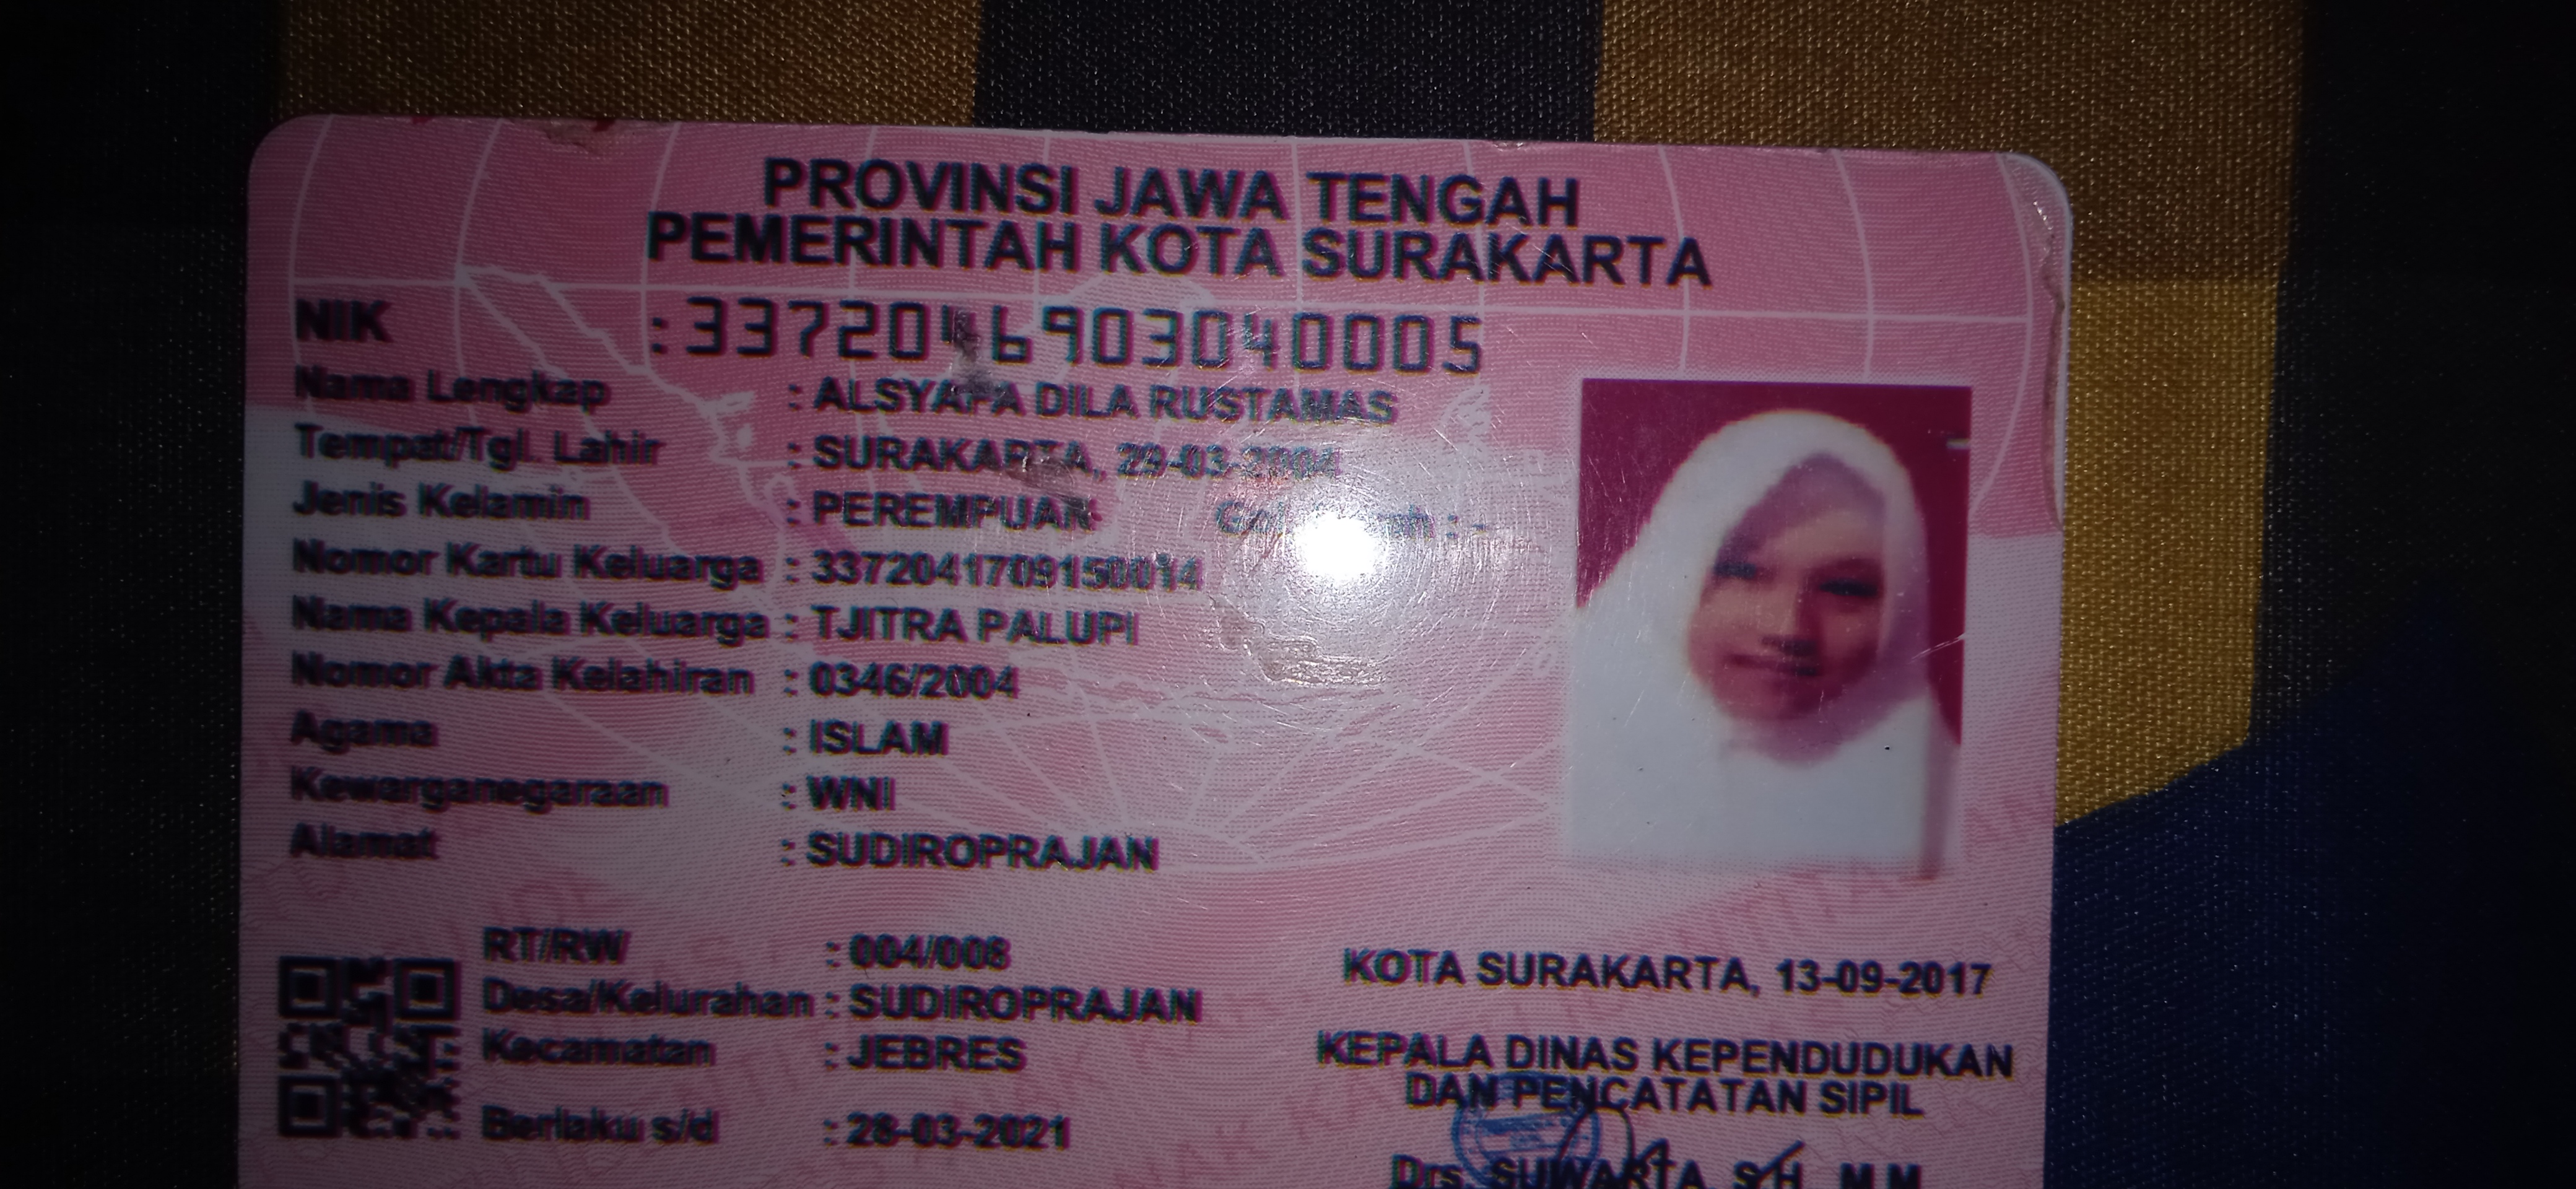 PROVINSI JAWA TENGAH
PEMERINTAH KOTA SURAKARTA
NIK : 3372046903040005
Nama Lengkap : ALSYAFA DILA RUSTAMAS
Tempat/Tgl. Lahir : SURAKARTA, 29-03-2004
Jenis Kelamin : PEREMPUAN : -
Nomor Kartu Keluarga : 3372041709150014
Nama Kepala Keluarga : TJITRA PALUPI
Nomor Akta Kelahiran : 0346/2004
Agama : ISLAM
Kewarganegaraan : WNI
Alamat : SUDIROPRAJAN
RT/RW : 004/008
Desa/Kelurahan : SUDIROPRAJAN
Kecamatan : JEBRES
Berlaku s/d : 28-03-2021
KOTA SURAKARTA, 13-09-2017
KEPALA DINAS KEPENDUDUKAN
DAN PENCATATAN SIPIL
Drs. SUWARTA, SH, M.M